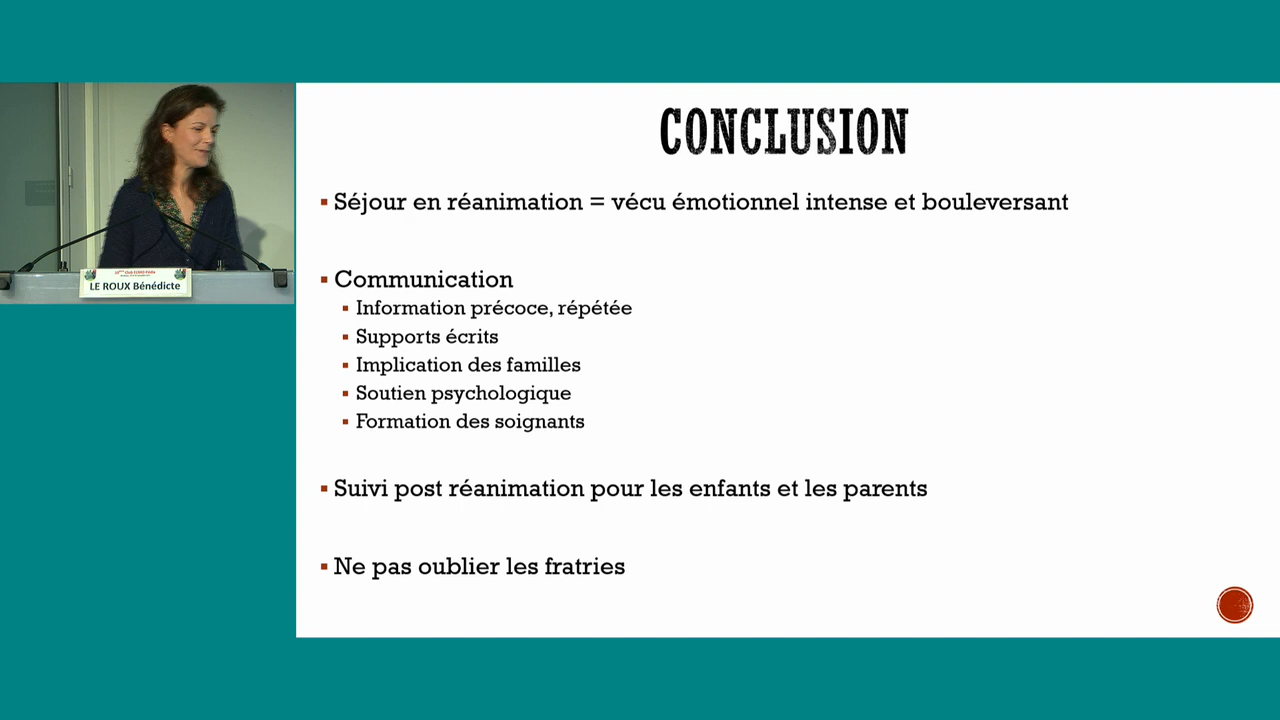 CONCLUSION
Séjour en réanimation = vécu émotionnel intense et bouleversant
Communication
Information précoce, répétée
Supports écrits
Implication des familles
Soutien psychologique
Formation des soignants
Suivi post réanimation pour les enfants et les parents
Ne pas oublier les fratries
LE ROUX Bénédicte